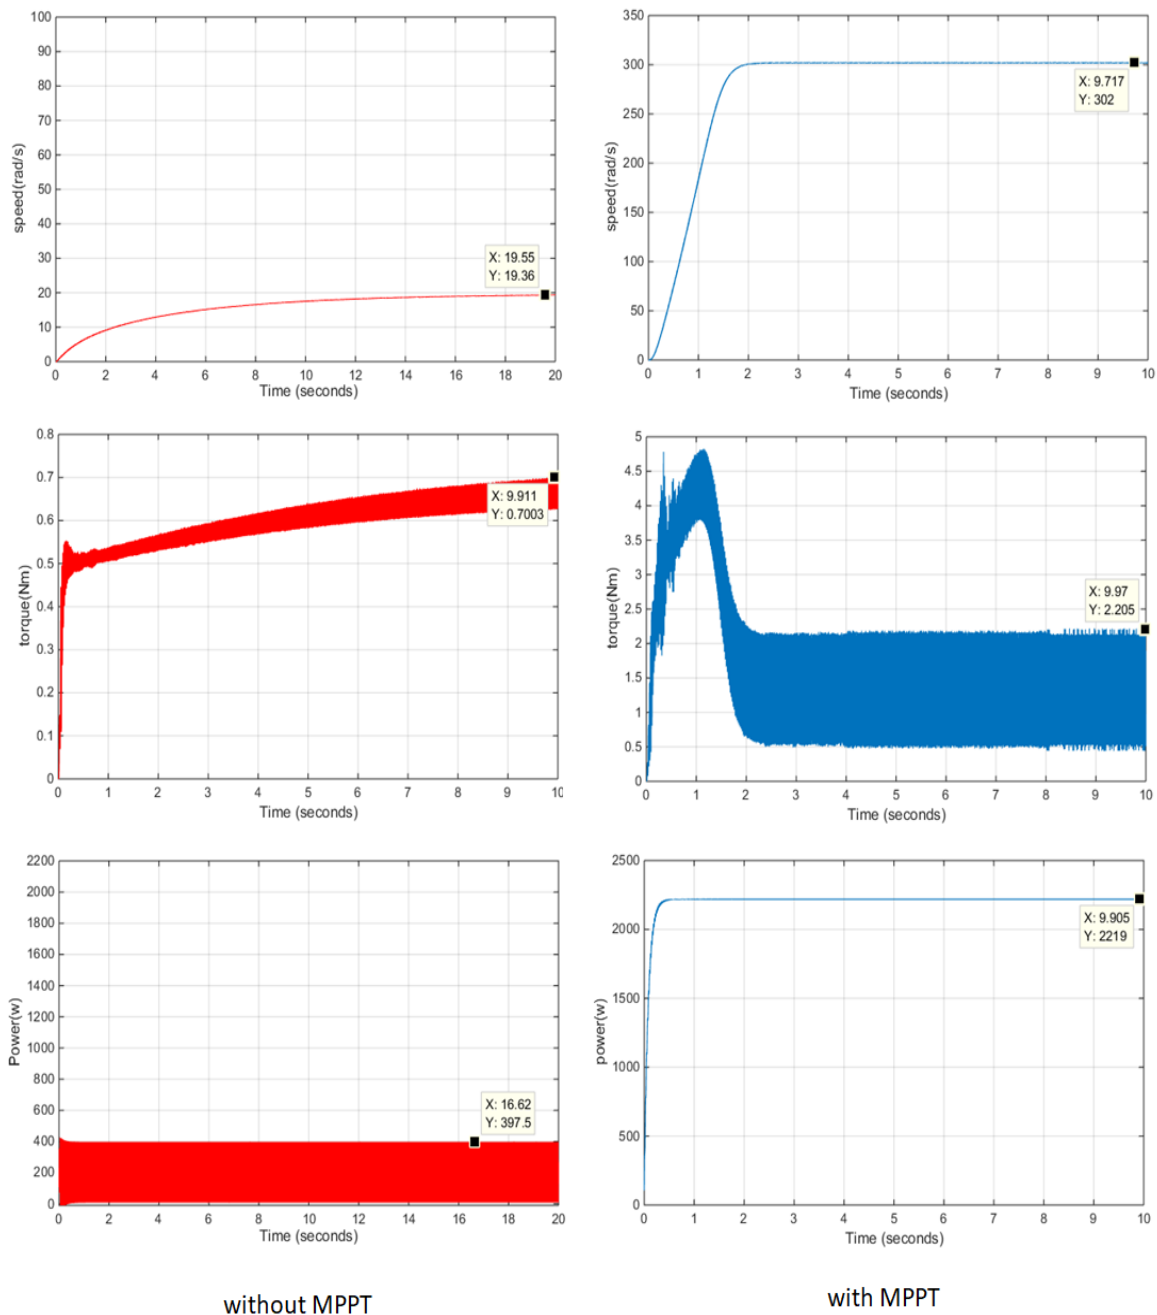 100
90
80
70
60
50
40
30
20
10
0
speed(rad/s)
X: 19.55
Y: 19.36
0 2 4 6 8 10 12 14 16 18 20
Time (seconds)
350
300
250
200
150
100
50
0
speed(rad/s)
X: 9.717
Y: 302
0 1 2 3 4 5 6 7 8 9 10
Time (seconds)
0.8
0.7
0.6
0.5
0.4
0.3
0.2
0.1
0
torque(Nm)
X: 9.911
Y: 0.7003
0 1 2 3 4 5 6 7 8 9 10
Time (seconds)
5
4.5
4
3.5
3
2.5
2
1.5
1
0.5
0
torque(Nm)
X: 9.97
Y: 2.205
0 1 2 3 4 5 6 7 8 9 10
Time (seconds)
2200
2000
1800
1600
1400
1200
1000
800
600
400
200
0
Power(w)
X: 16.62
Y: 397.5
0 2 4 6 8 10 12 14 16 18 20
Time (seconds)
2500
2000
1500
1000
500
0
power(w)
X: 9.905
Y: 2219
0 1 2 3 4 5 6 7 8 9 10
Time (seconds)
without MPPT
with MPPT